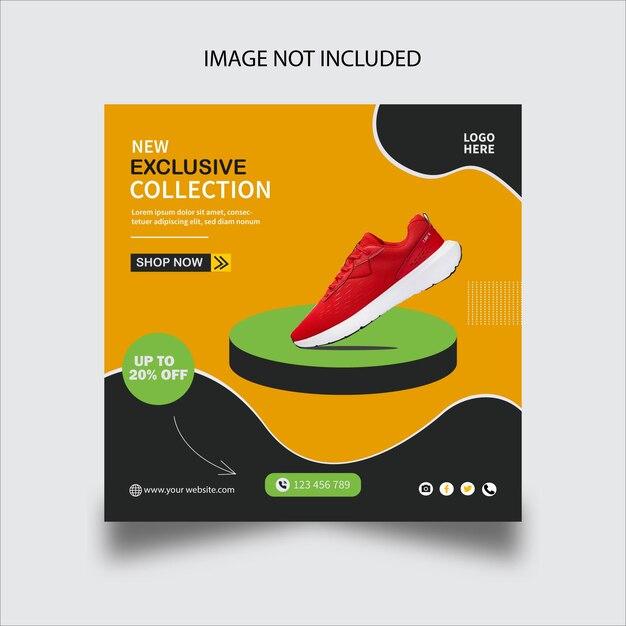 IMAGE NOT INCLUDED
NEW
EXCLUSIVE
COLLECTION
Lorem ipsum dolor sit amet, consec-
tetuer adipiscing elit, sed diam nonummy
SHOP NOW
LOGO
HERE
UP TO
20% OFF
www.your website.com
123 456 789